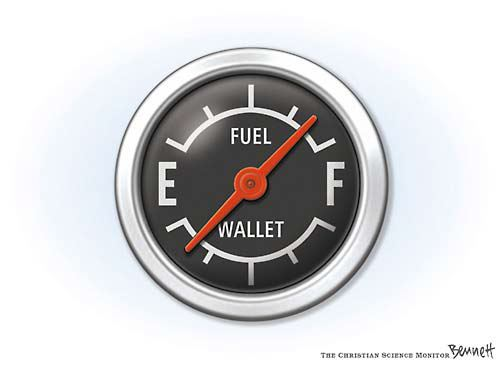 FUEL
E F
WALLET
THE CHRISTIAN SCIENCE MONITOR Bennett